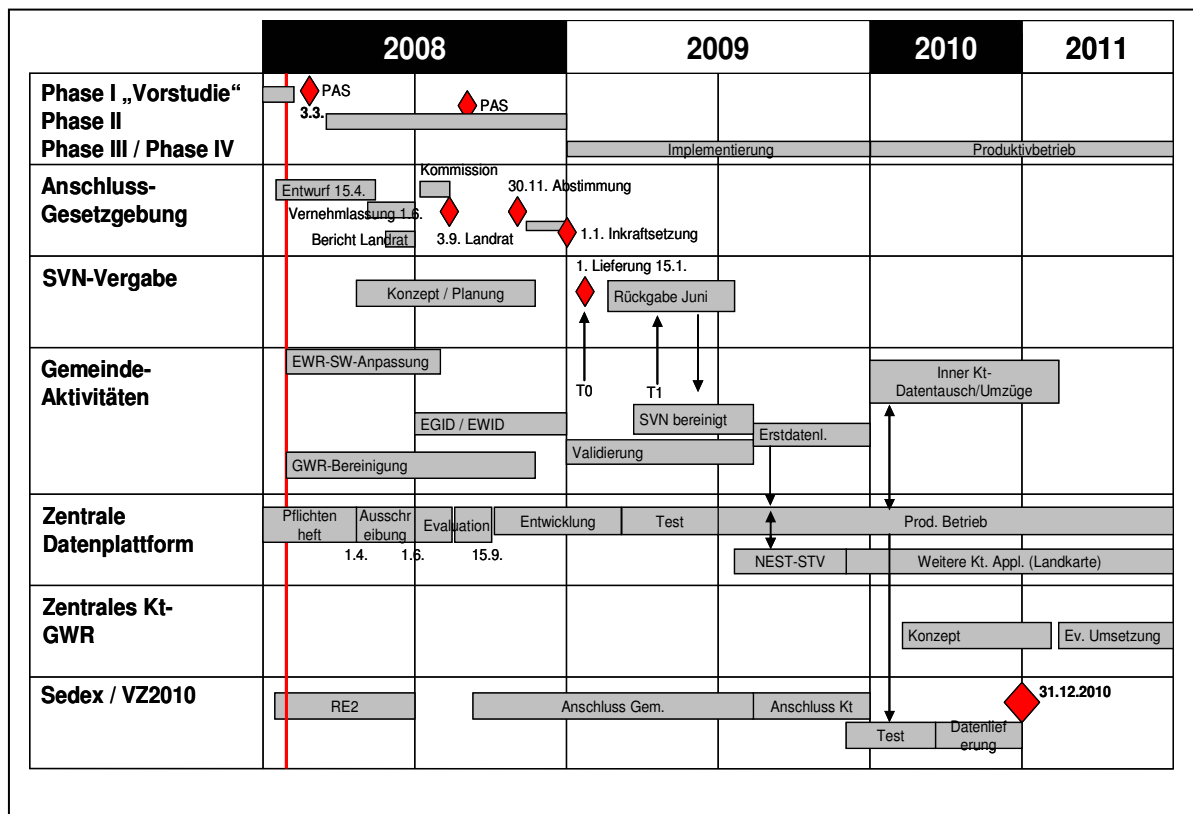 2008 2009 2010 2011
Phase I „Vorstudie“
Phase II
Phase III / Phase IV
PAS
3.3.
PAS
Implementierung
Produktivbetrieb
Anschluss-
Gesetzgebung
Kommission
Entwurf 15.4.
30.11. Abstimmung
Vernehmlassung 1.6.
Bericht Landrat
3.9. Landrat
1.1. Inkraftsetzung
SVN-Vergabe
1. Lieferung 15.1.
Konzept / Planung
Rückgabe Juni
Gemeinde-
Aktivitäten
EWR-SW-Anpassung
T0
T1
Inner Kt-
Datentausch/Umzüge
EGID / EWID
SVN bereinigt
Erstdatenl.
GWR-Bereinigung
Validierung
Zentrale
Datenplattform
Pflichten
heft
Ausschr
eibung
Evaluation
Entwicklung
Test
Prod. Betrieb
1.4.
1.6.
15.9.
NEST-STV
Weitere Kt. Appl. (Landkarte)
Zentrales Kt-
GWR
Konzept
Ev. Umsetzung
Sedex / VZ2010
RE2
Anschluss Gem.
Anschluss Kt
31.12.2010
Test
Datenlief
erung